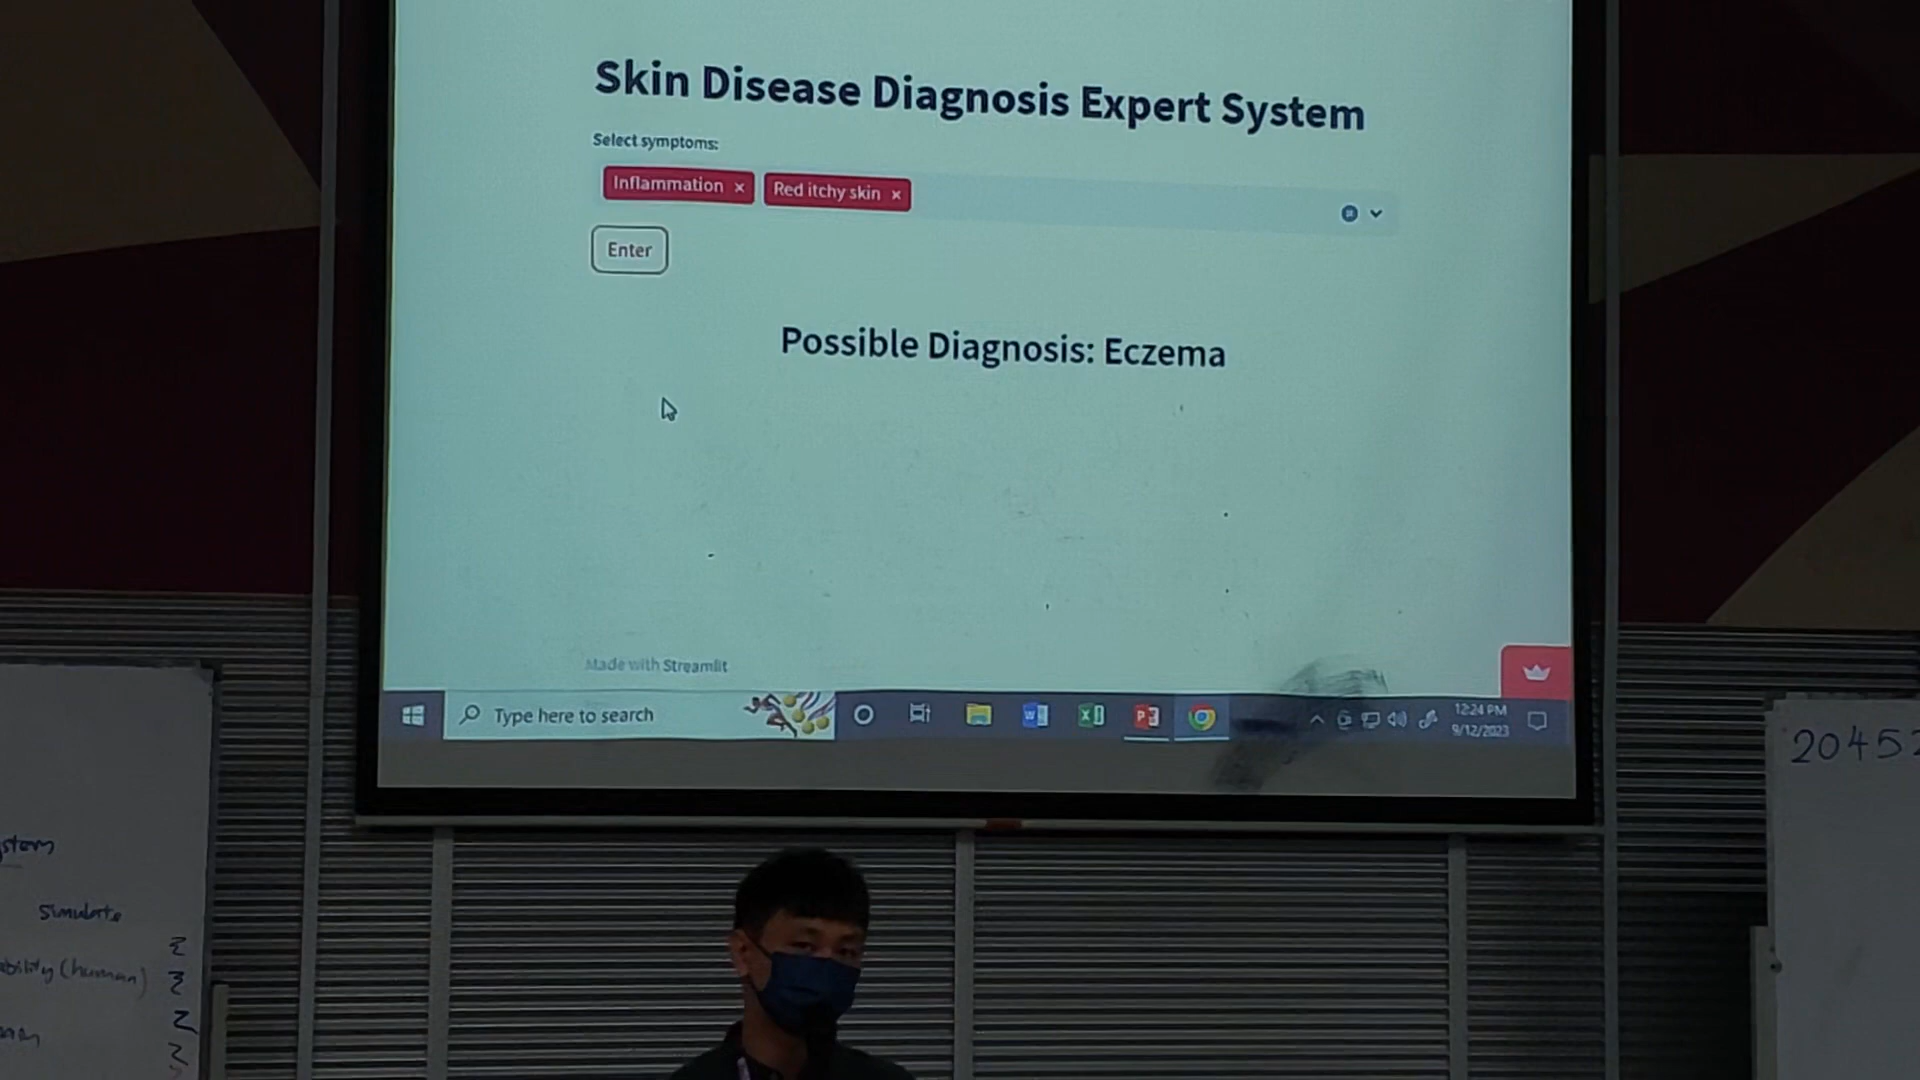 Skin Disease Diagnosis Expert System
Select symptoms:
Inflammation × Red itchy skin ×
Enter
Possible Diagnosis: Eczema
Made with Streamlit
Type here to search
12:24 PM
9/12/2023
simulate
(human)